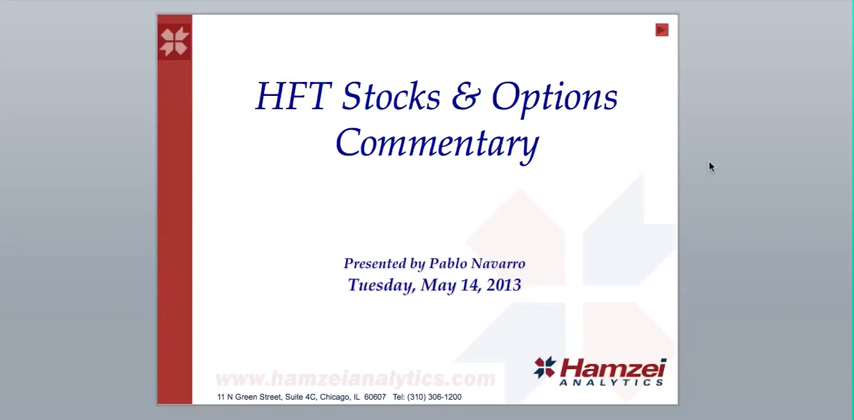 HFT Stocks & Options
Commentary
Presented by Pablo Navarro
Tuesday, May 14, 2013
Hamzei
ANALYTICS
www.hamzeianalytics.com
11 N Green Street, Suite 4C, Chicago, IL 60607 Tel: (310) 306-1200